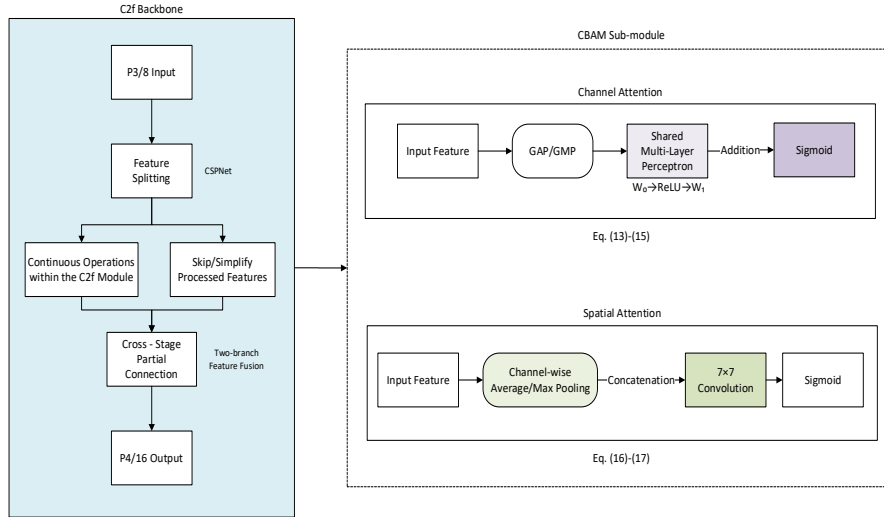 C2f Backbone
P3/8 Input
Feature
Splitting
CSPNet
Continuous Operations
within the C2f Module
Skip/Simplify
Processed Features
Cross - Stage
Partial
Connection
Two-branch
Feature Fusion
P4/16 Output
CBAM Sub-module
Channel Attention
Input Feature
GAP/GMP
Shared
Multi-Layer
Perceptron
Addition
Sigmoid
W₀→ReLU→W₁
Eq. (13)-(15)
Spatial Attention
Input Feature
Channel-wise
Average/Max Pooling
Concatenation
7×7
Convolution
Sigmoid
Eq. (16)-(17)